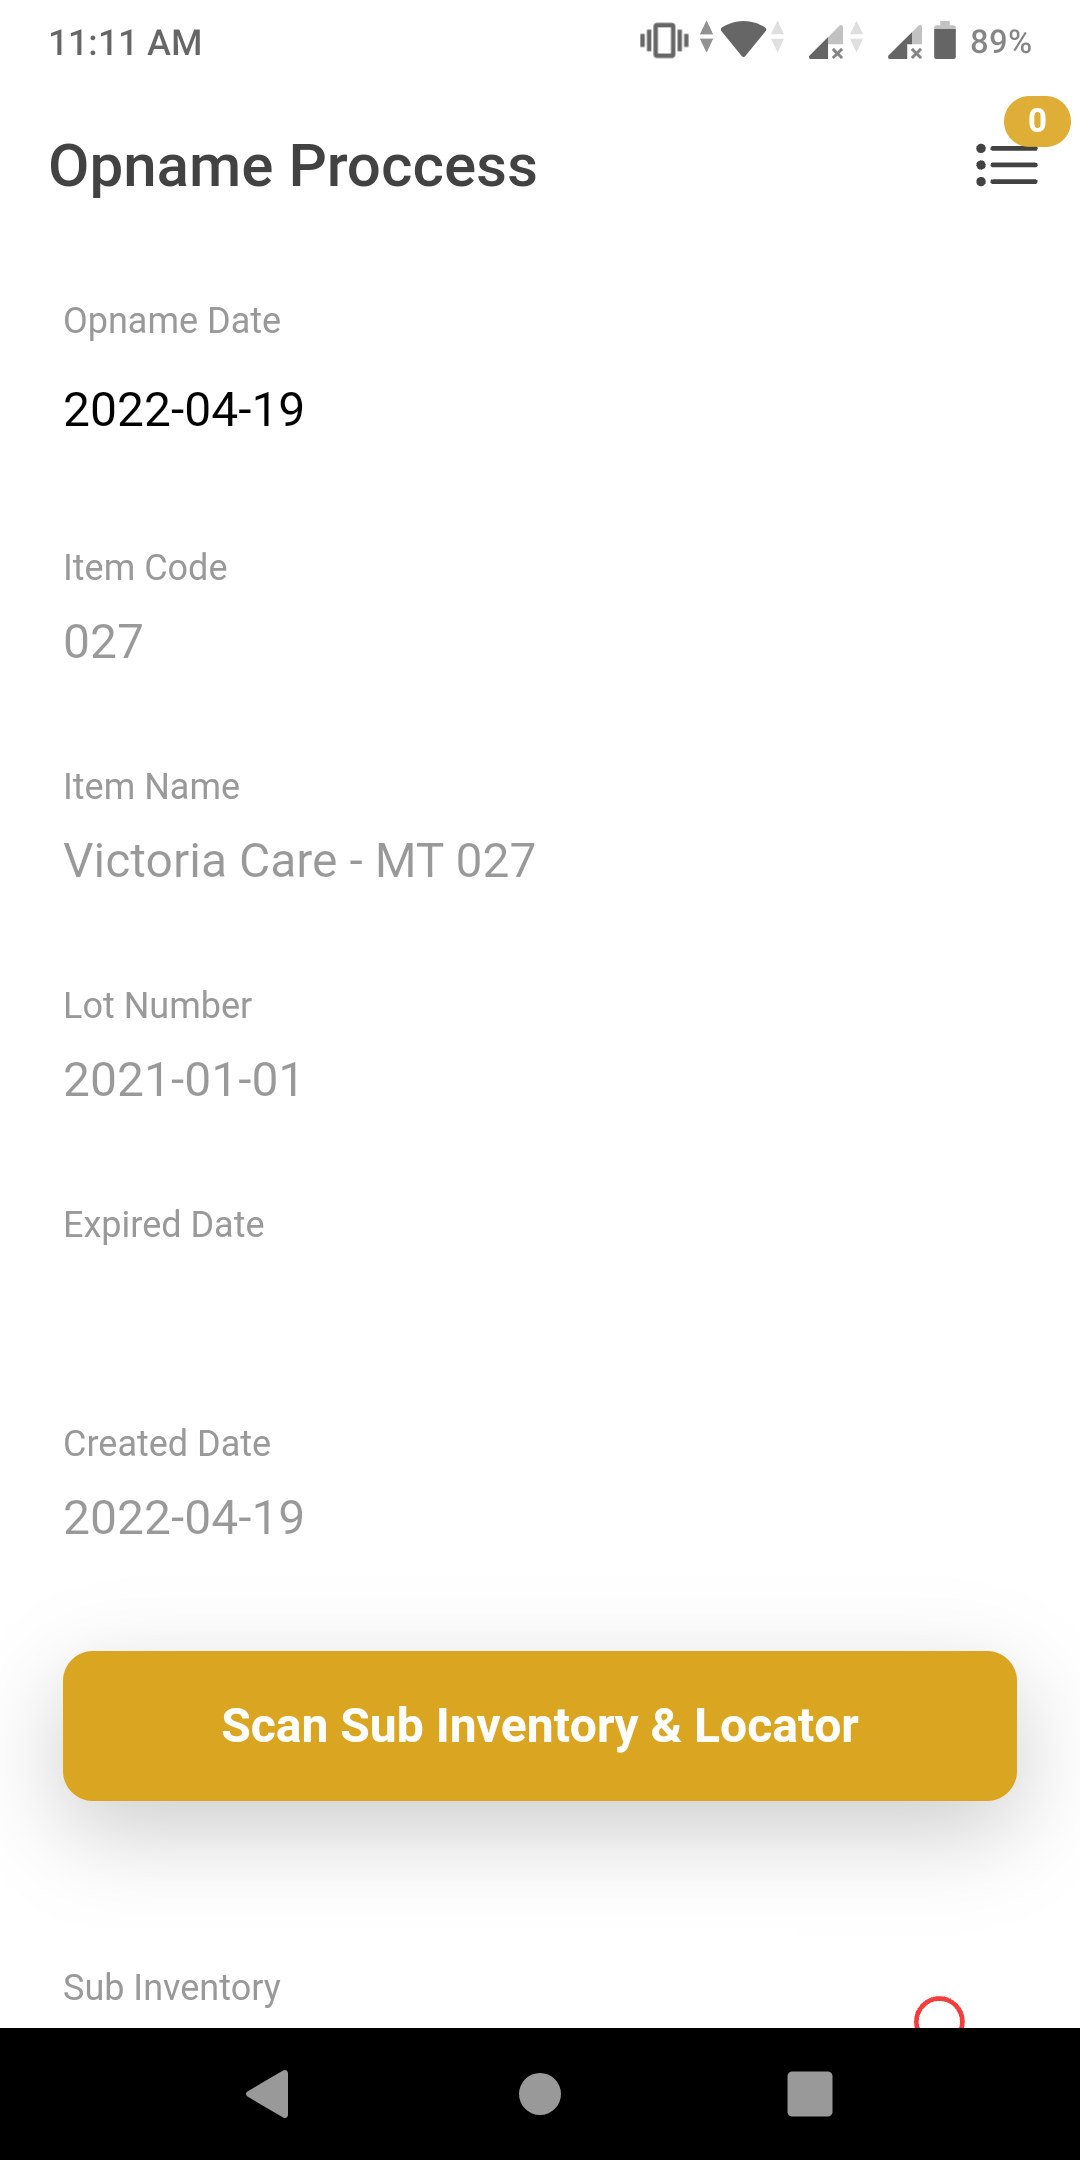 11:11 AM
89%
0
Opname Proccess
Opname Date
2022-04-19
Item Code
027
Item Name
Victoria Care - MT 027
Lot Number
2021-01-01
Expired Date
Created Date
2022-04-19
Scan Sub Inventory & Locator
Sub Inventory